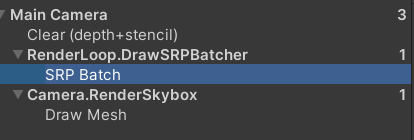 Main Camera 3
Clear (depth+stencil)
RenderLoop.DrawSRPBatcher 1
SRP Batch
Camera.RenderSkybox 1
Draw Mesh